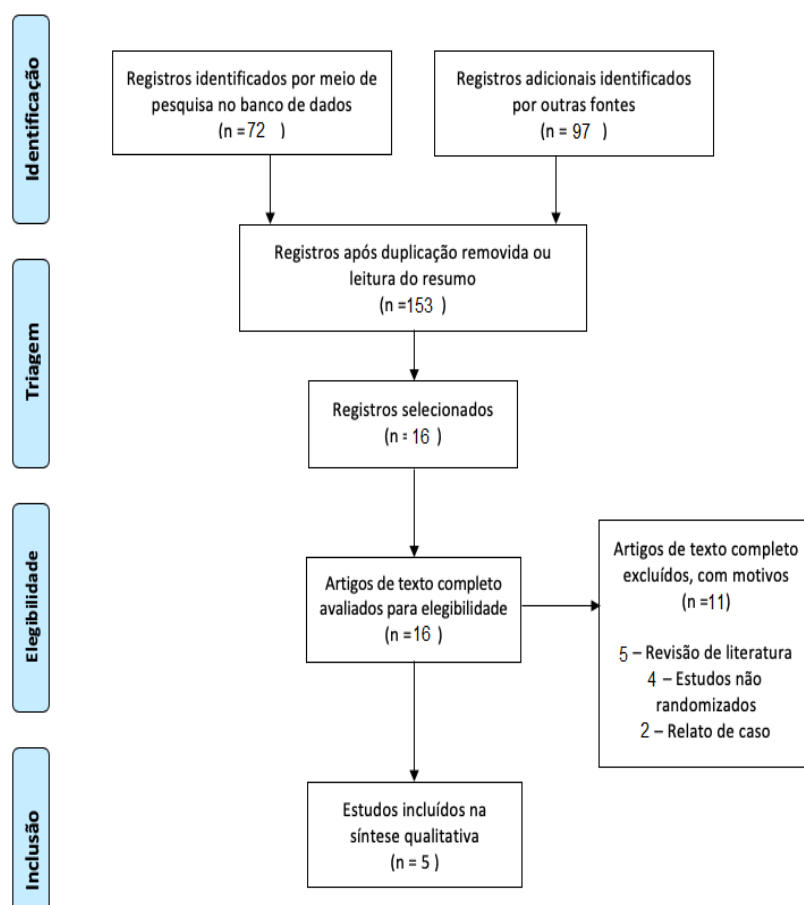 Identificação
Registros identificados por meio de
pesquisa no banco de dados
(n =72 )
Registros adicionais identificados
por outras fontes
(n = 97 )
Triagem
Registros após duplicação removida ou
leitura do resumo
(n =153 )
Registros selecionados
(n = 16 )
Elegibilidade
Artigos de texto completo
avaliados para elegibilidade
(n =16 )
Artigos de texto completo
excluídos, com motivos
(n =11)
5 – Revisão de literatura
4 – Estudos não
randomizados
2 – Relato de caso
Inclusão
Estudos incluídos na
síntese qualitativa
(n = 5 )